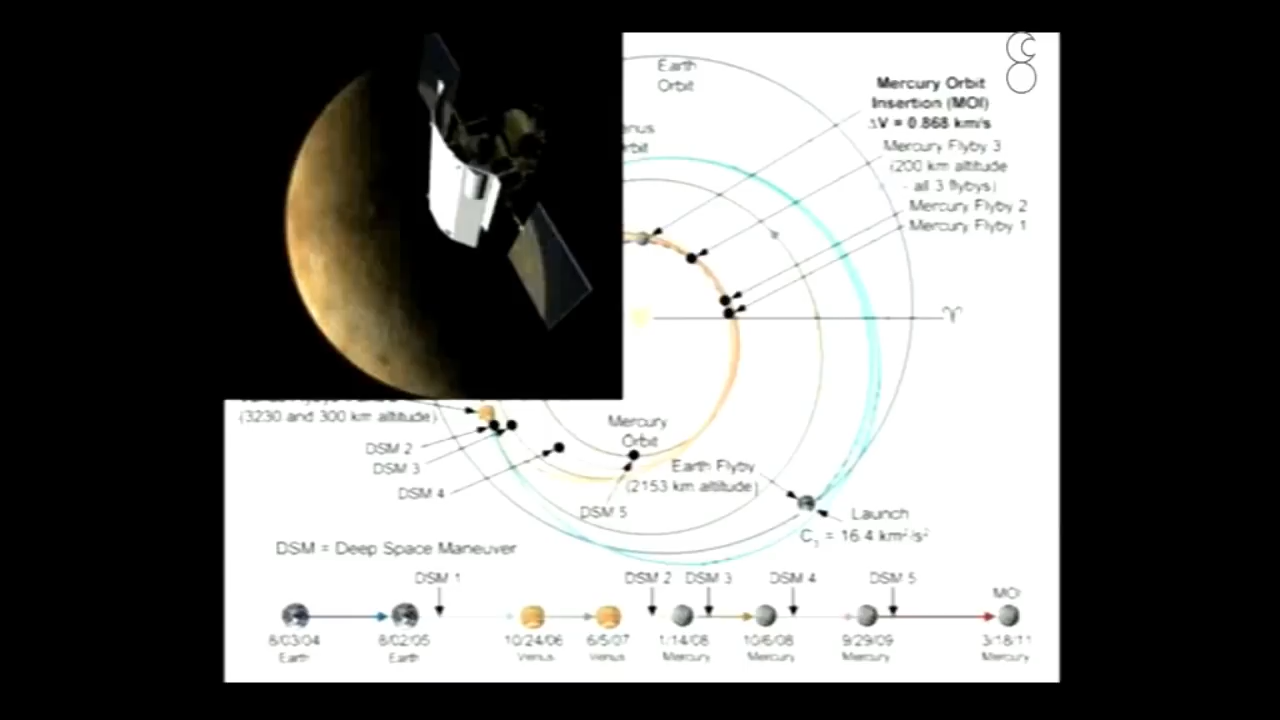 Earth
Orbit
Mercury Orbit
Insertion (MOI)
ΔV = 0.868 km/s
Mercury Flyby 3
(200 km altitude
- all 3 flybys)
Mercury Flyby 2
Mercury Flyby 1
♈
(3230 and 300 km altitude)
DSM 2
DSM 3
DSM 4
DSM 5
Mercury
Orbit
Earth Flyby
(2153 km altitude)
Launch
C₃ = 16.4 km²/s²
DSM = Deep Space Maneuver
DSM 1
DSM 2
DSM 3
DSM 4
DSM 5
MOI
8/03/04
8/02/05
10/24/06
6/5/07
1/14/08
10/6/08
9/29/09
3/18/11
Earth
Earth
Venus
Venus
Mercury
Mercury
Mercury
Mercury